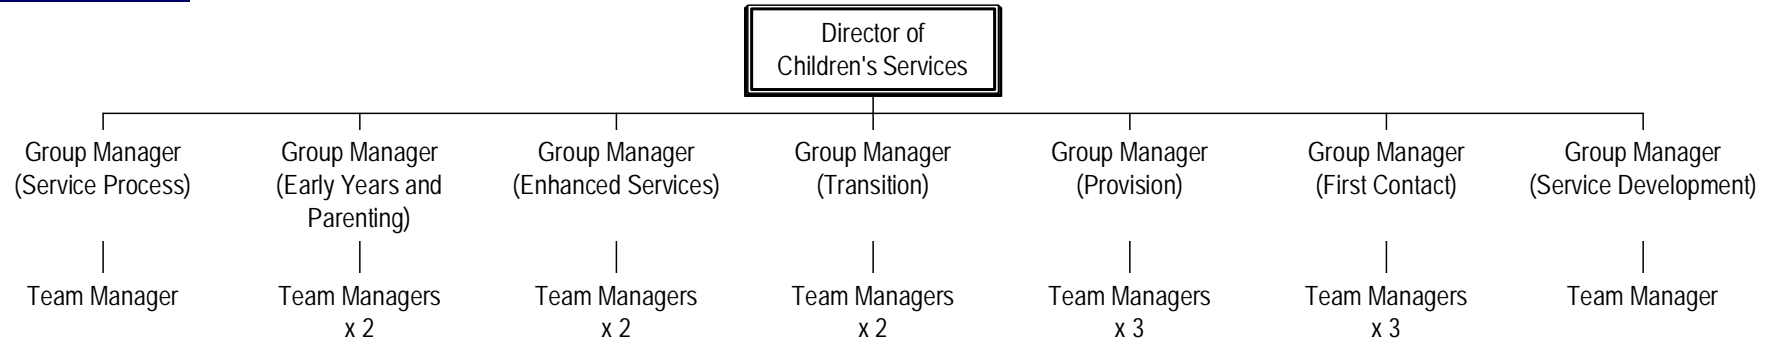 Director of
Children's Services
Group Manager
(Service Process)
Group Manager
(Early Years and
Parenting)
Group Manager
(Enhanced Services)
Group Manager
(Transition)
Group Manager
(Provision)
Group Manager
(First Contact)
Group Manager
(Service Development)
Team Manager
Team Managers
x 2
Team Managers
x 2
Team Managers
x 2
Team Managers
x 3
Team Managers
x 3
Team Manager